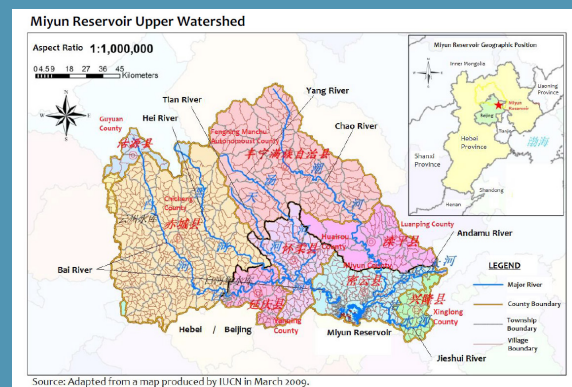 Miyun Reservoir Upper Watershed
Aspect Ratio 1:1,000,000
0 4.5 9 18 27 36 45
Kilometers
Miyun Reservoir Geographic Position
Inner Mongolia
Liaoning
Province
Miyun
Reservoir
Beijing
Tianjin
Hebei
Province
渤海
Shanxi
Province
Shandong
Henan
Tian River
Yang River
Hei River
Chao River
Guyuan
County
沽源县
Fengning Manchu
Autonomoust County
丰宁满族自治县
Chicheng
County
赤城县
Luanping County
滦平县
Andamu River
Huairou
County
怀柔县
Miyun County
密云县
Bai River
延庆县
Yanqing
County
兴隆县
Xinglong
County
Hebei / Beijing
Miyun Reservoir
Jieshui River
LEGEND
Major River
County Boundary
Township
Boundary
Village
Boundary
Source: Adapted from a map produced by IUCN in March 2009.